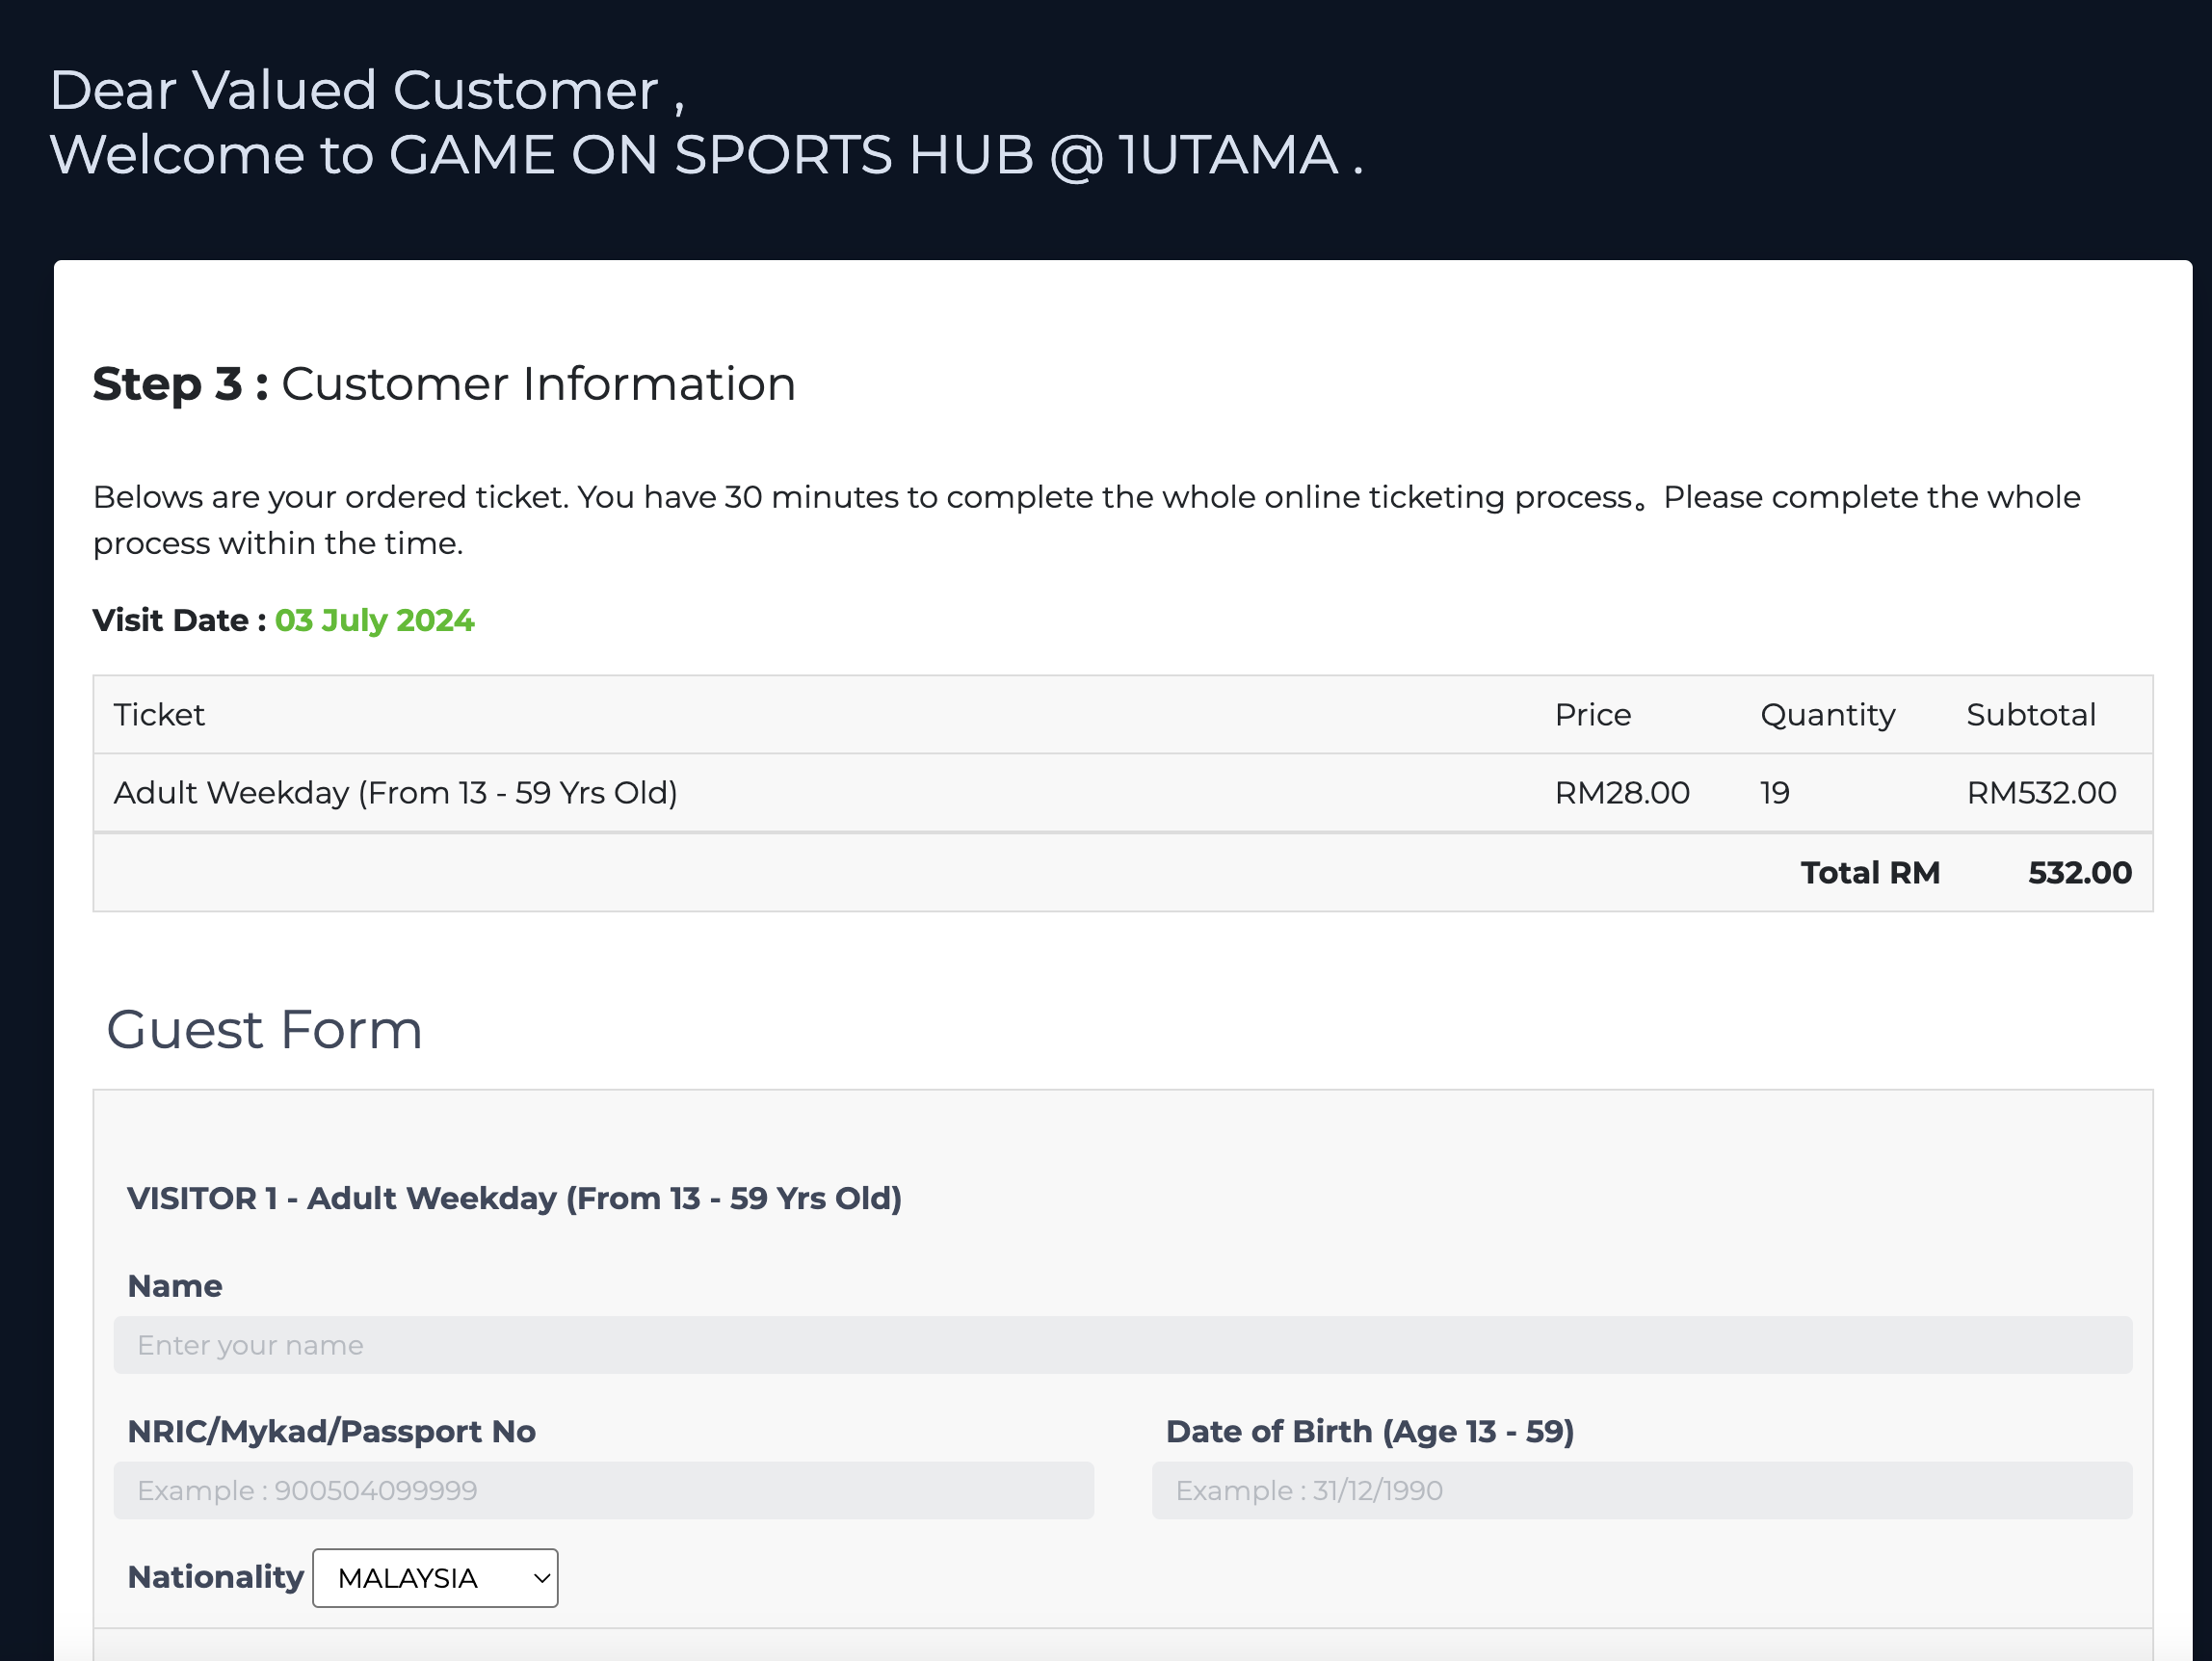 Dear Valued Customer ,
Welcome to GAME ON SPORTS HUB @ 1UTAMA .
Step 3 : Customer Information
Belows are your ordered ticket. You have 30 minutes to complete the whole online ticketing process。Please complete the whole
process within the time.
Visit Date : 03 July 2024
Ticket Price Quantity Subtotal
Adult Weekday (From 13 - 59 Yrs Old) RM28.00 19 RM532.00
Total RM 532.00
Guest Form
VISITOR 1 - Adult Weekday (From 13 - 59 Yrs Old)
Name
Enter your name
NRIC/Mykad/Passport No Date of Birth (Age 13 - 59)
Example : 900504099999 Example : 31/12/1990
Nationality MALAYSIA